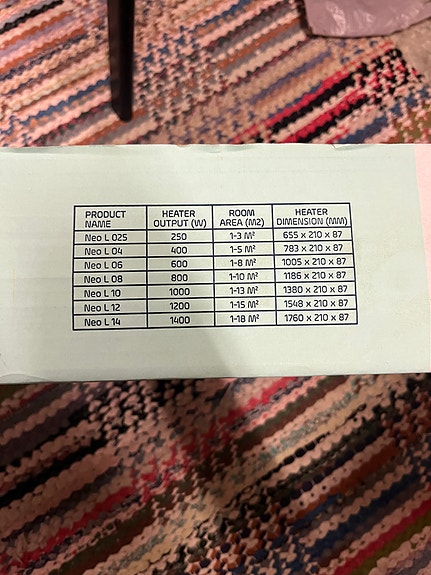 PRODUCT NAME HEATER OUTPUT (W) ROOM AREA (M2) HEATER DIMENSION (MM)
Neo L 025 250 1-3 M² 655 x 210 x 87
Neo L 04 400 1-5 M² 783 x 210 x 87
Neo L 06 600 1-8 M² 1005 x 210 x 87
Neo L 08 800 1-10 M² 1186 x 210 x 87
Neo L 10 1000 1-13 M² 1380 x 210 x 87
Neo L 12 1200 1-15 M² 1548 x 210 x 87
Neo L 14 1400 1-18 M² 1760 x 210 x 87